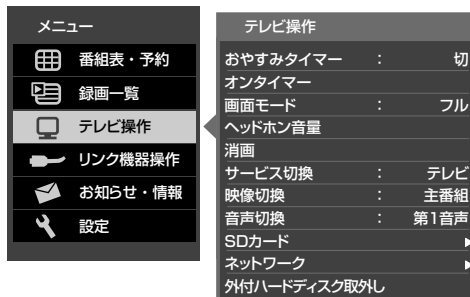 メニュー
番組表・予約
録画一覧
テレビ操作
リンク機器操作
お知らせ・情報
設定
テレビ操作
おやすみタイマー : 切
オンタイマー
画面モード : フル
ヘッドホン音量
消画
サービス切換 : テレビ
映像切換 : 主番組
音声切換 : 第1音声
SDカード
ネットワーク
外付ハードディスク取外し